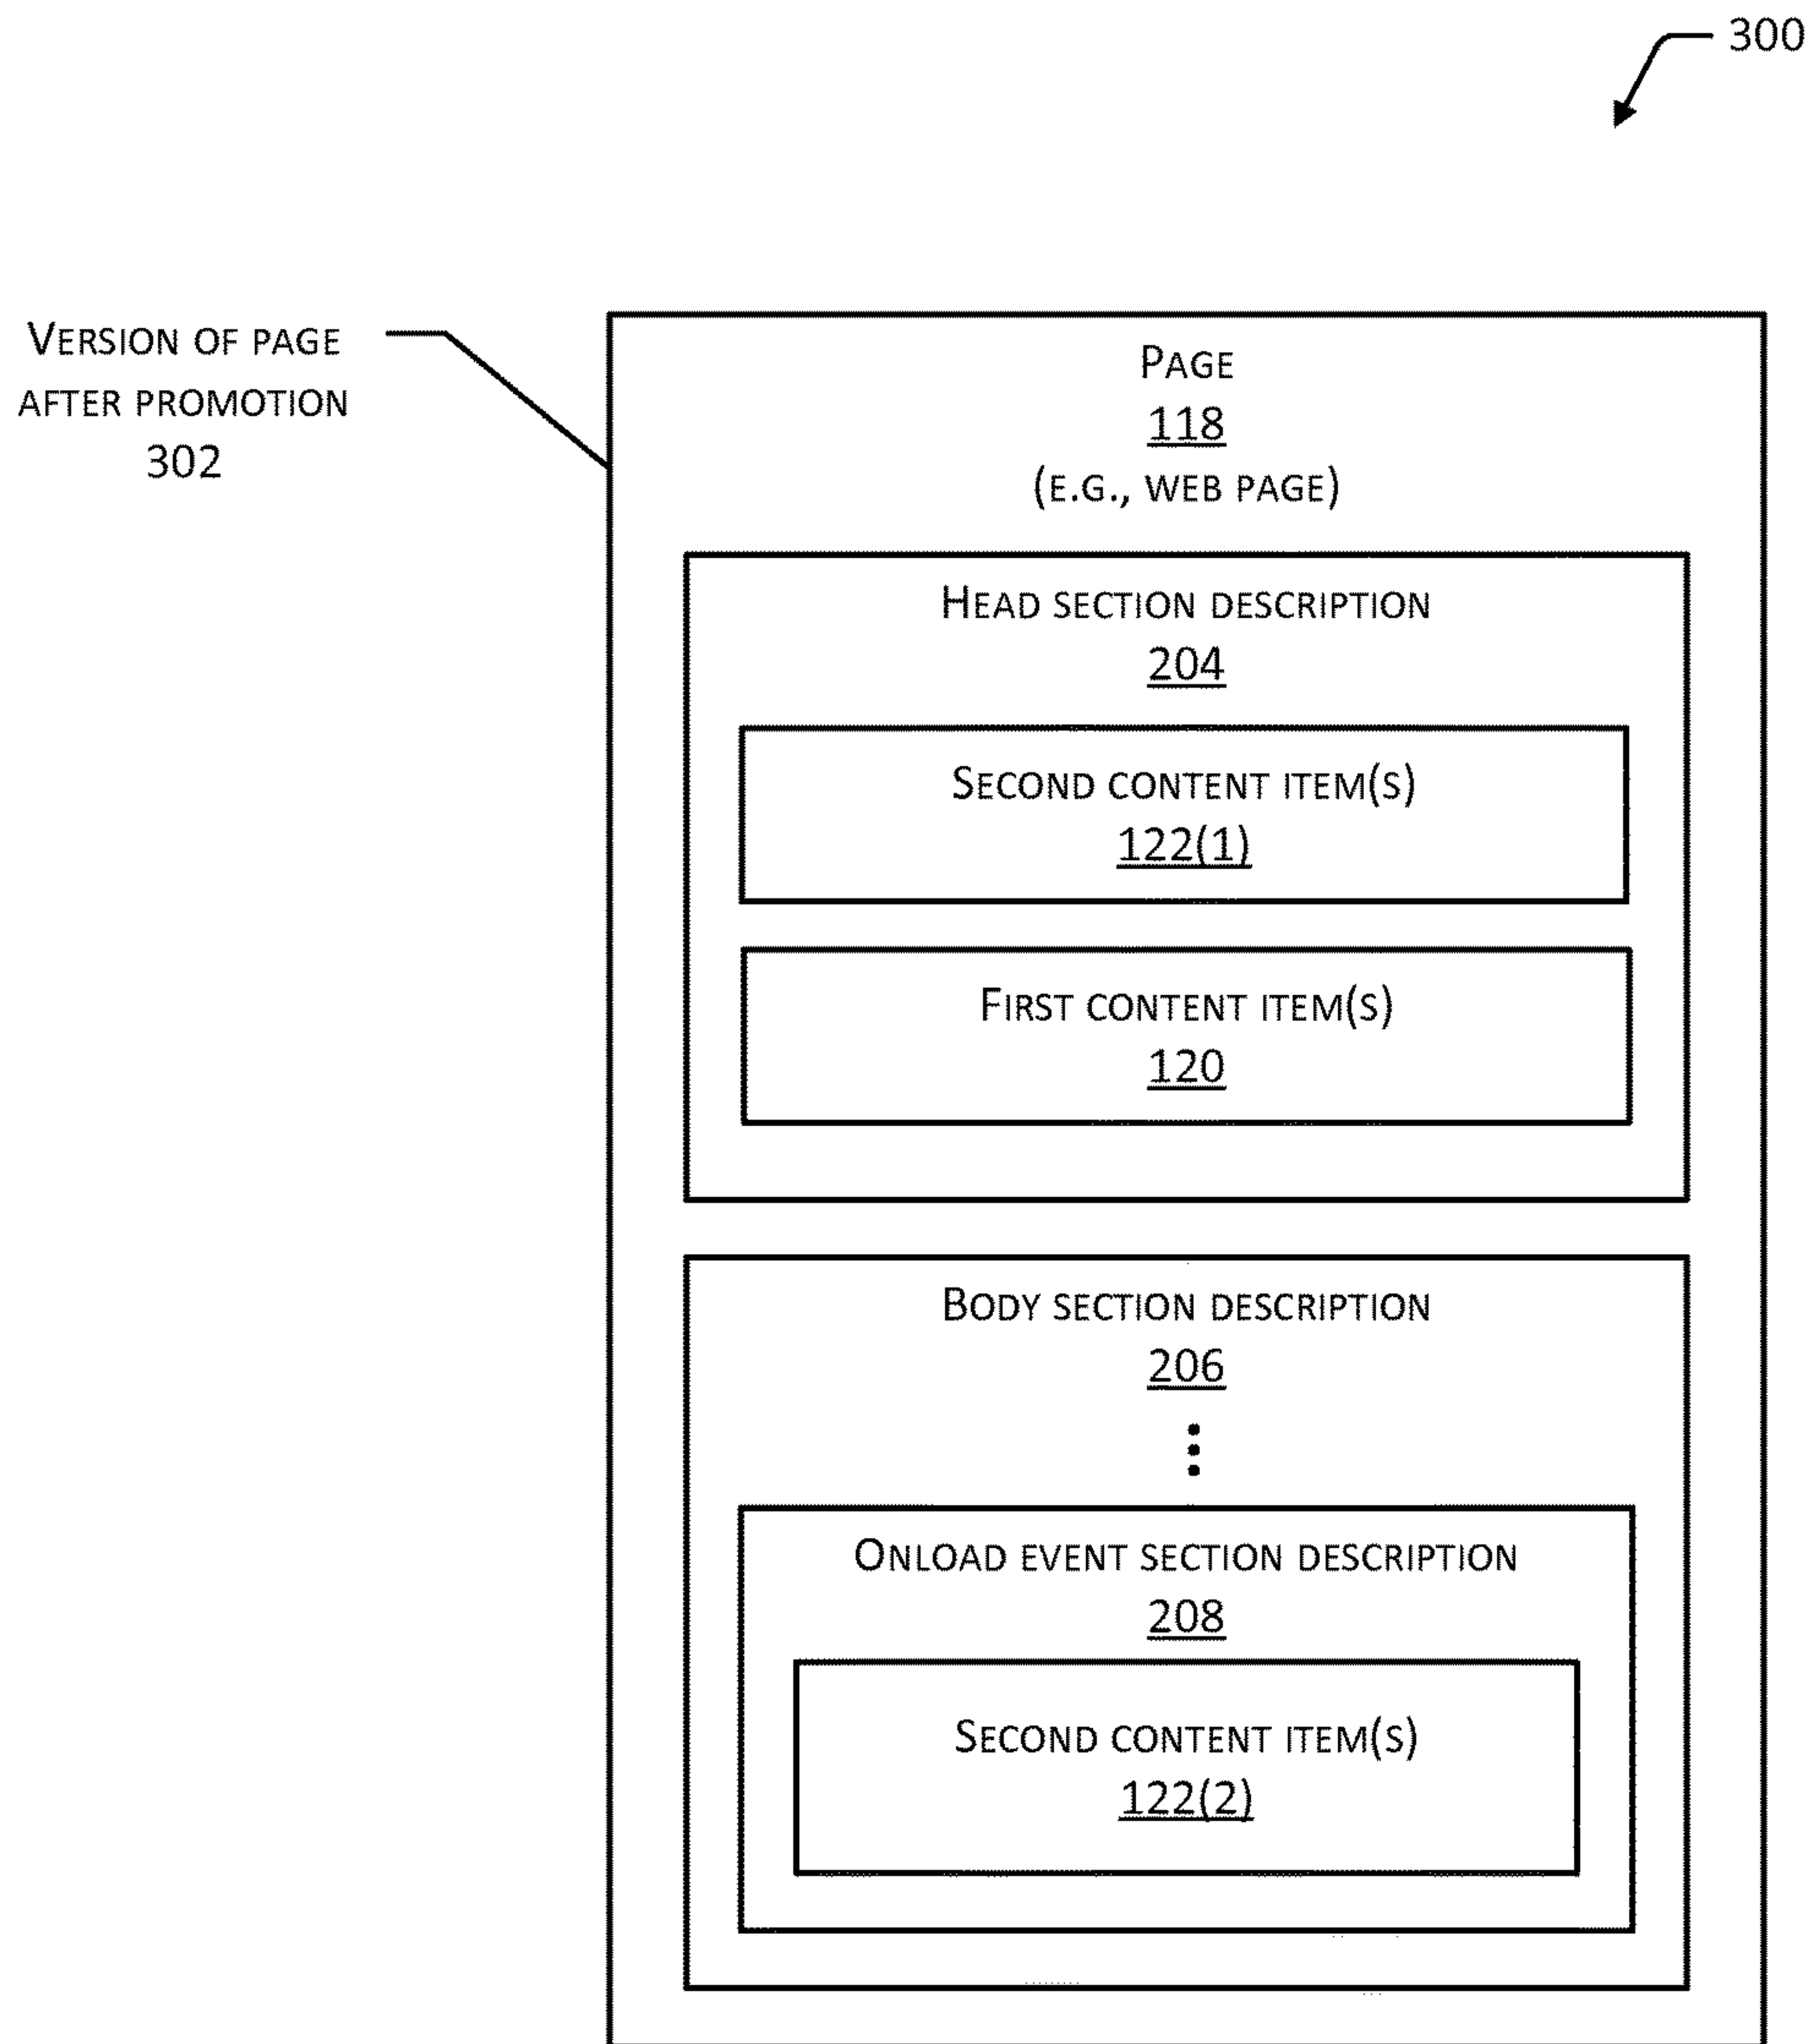 300
Version of page
after promotion
302
Page
118
(e.g., web page)
Head section description
204
Second content item(s)
122(1)
First content item(s)
120
Body section description
206
Onload event section description
208
Second content item(s)
122(2)